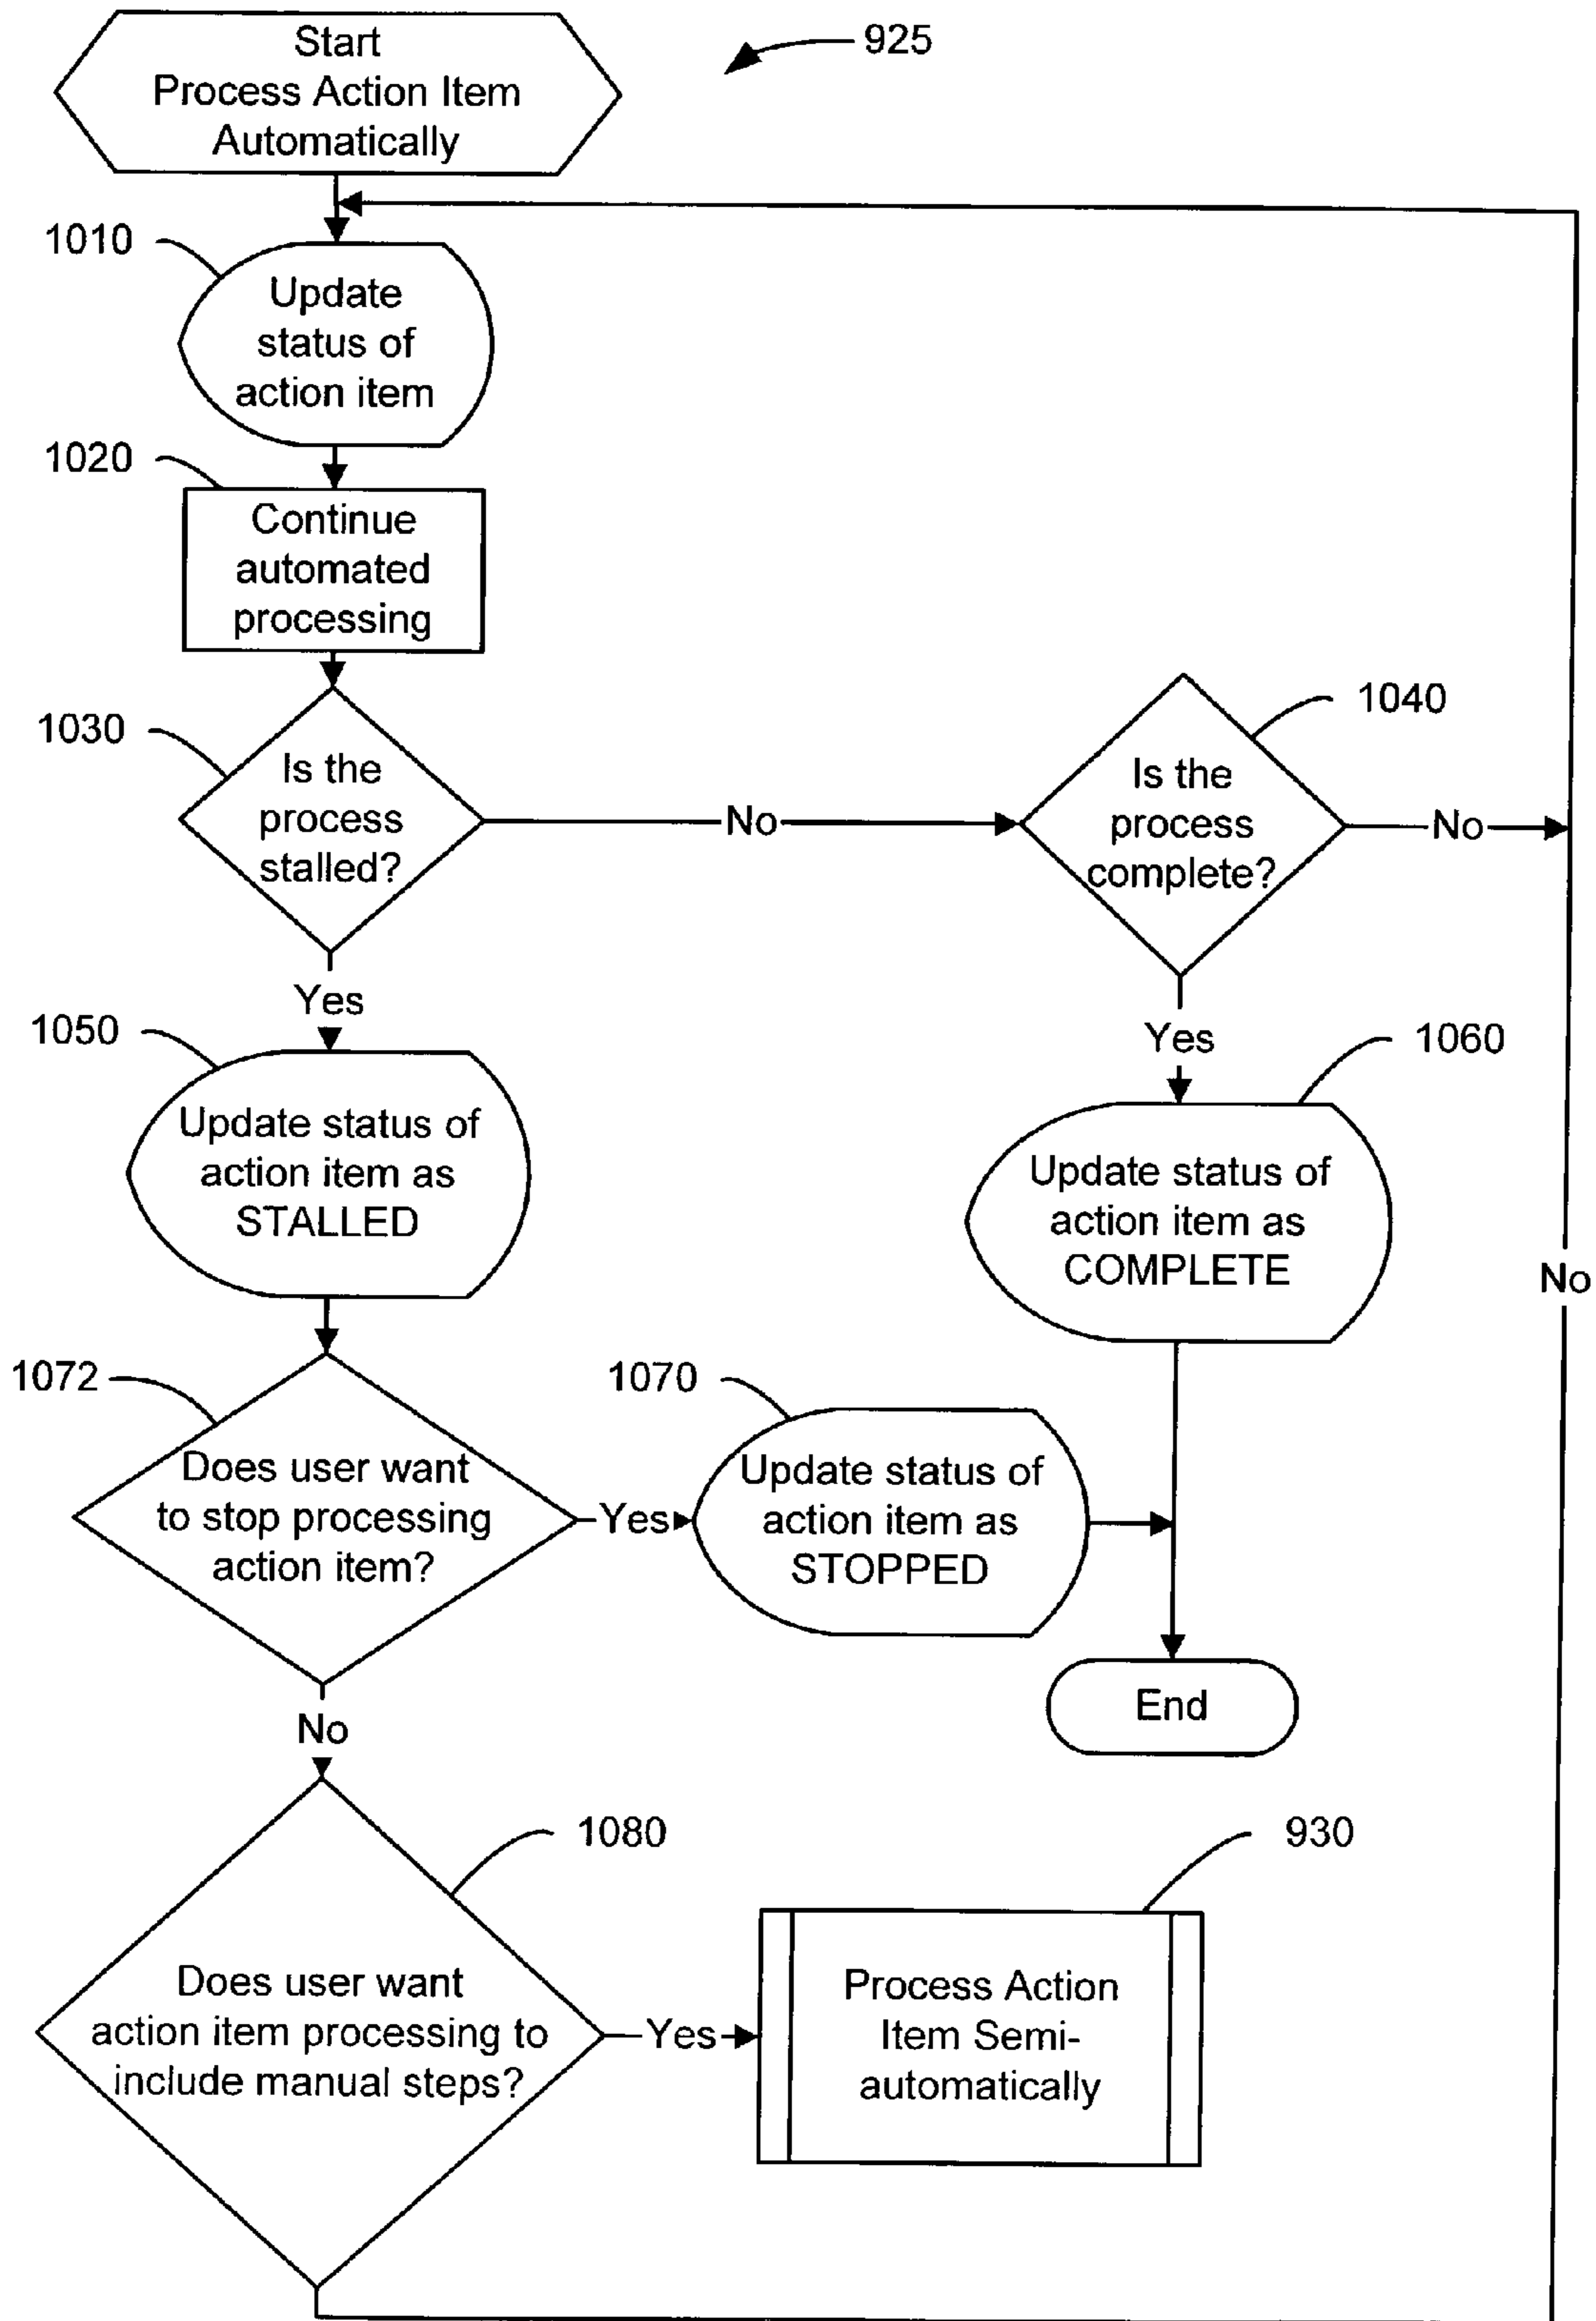 Start
Process Action Item
Automatically
925
1010
Update
status of
action item
1020
Continue
automated
processing
1030
Is the
process
stalled?
No
1040
Is the
process
complete?
No
Yes
1050
Update status of
action item as
STALLED
Yes
1060
Update status of
action item as
COMPLETE
No
1072
Does user want
to stop processing
action item?
Yes
1070
Update status of
action item as
STOPPED
End
No
1080
Does user want
action item processing to
include manual steps?
Yes
930
Process Action
Item Semi-
automatically